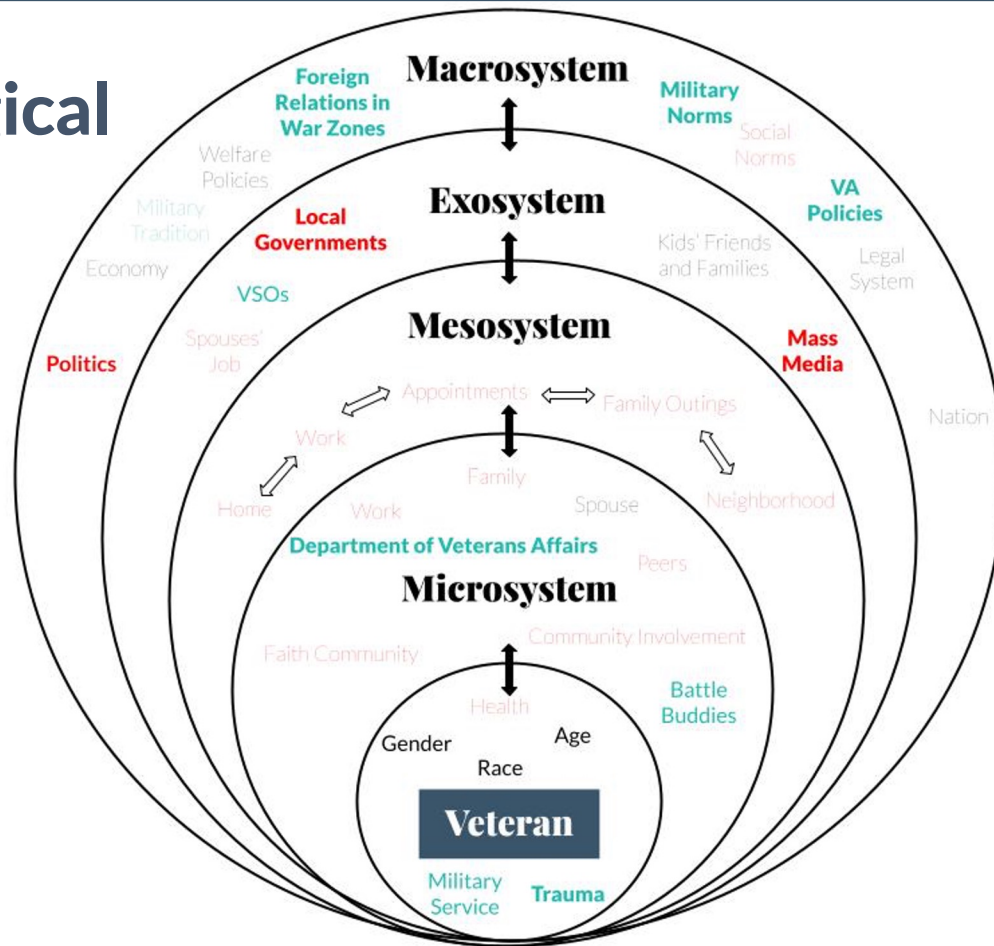 ical
Macrosystem
Foreign
Relations in
War Zones
Military
Norms
Social
Norms
Welfare
Policies
VA
Policies
Military
Tradition
Exosystem
Local
Governments
Kids' Friends
and Families
Legal
System
Economy
VSOs
Mesosystem
Spouses'
Job
Mass
Media
Politics
Appointments
Family Outings
Nation
Work
Family
Home
Work
Spouse
Neighborhood
Department of Veterans Affairs
Peers
Microsystem
Community Involvement
Faith Community
Battle
Buddies
Health
Gender
Age
Race
Veteran
Military
Service
Trauma